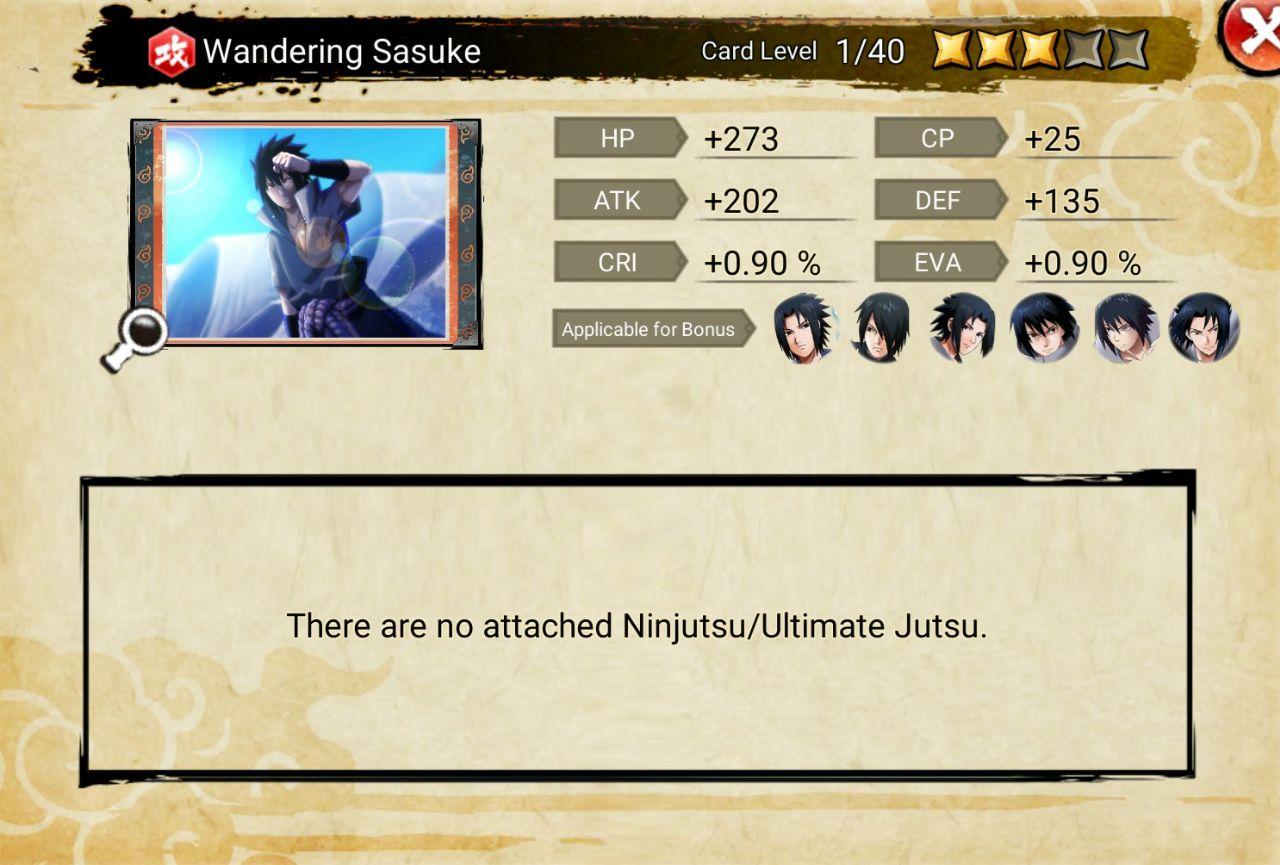 攻 Wandering Sasuke Card Level 1/40
HP +273 CP +25
ATK +202 DEF +135
CRI +0.90 % EVA +0.90 %
Applicable for Bonus
There are no attached Ninjutsu/Ultimate Jutsu.